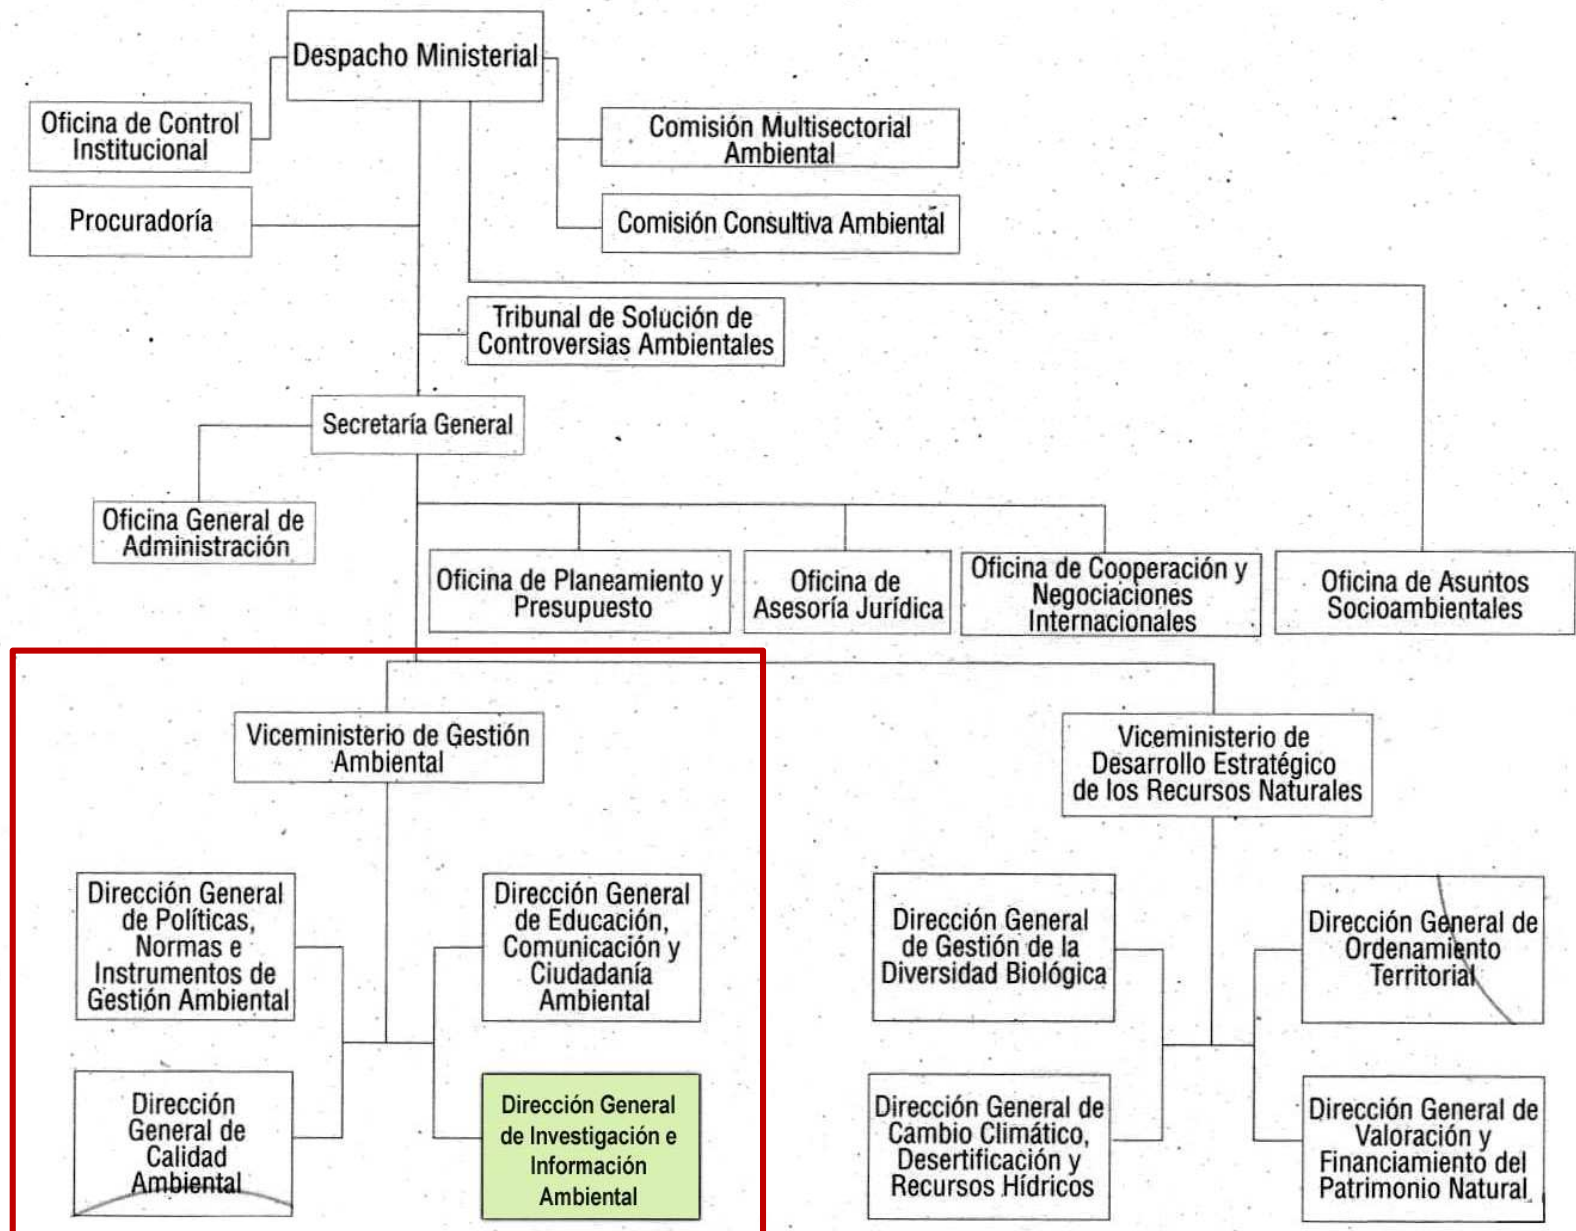 Despacho Ministerial
Oficina de Control
Institucional
Comisión Multisectorial
Ambiental
Procuradoría
Comisión Consultiva Ambiental
Tribunal de Solución de
Controversias Ambientales
Secretaría General
Oficina General de
Administración
Oficina de Planeamiento y
Presupuesto
Oficina de
Asesoría Jurídica
Oficina de Cooperación y
Negociaciones
Internacionales
Oficina de Asuntos
Socioambientales
Viceministerio de Gestión
Ambiental
Viceministerio de
Desarrollo Estratégico
de los Recursos Naturales
Dirección General
de Políticas,
Normas e
Instrumentos de
Gestión Ambiental
Dirección General
de Educación,
Comunicación y
Ciudadanía
Ambiental
Dirección General
de Gestión de la
Diversidad Biológica
Dirección General de
Ordenamiento
Territorial
Dirección
General de
Calidad
Ambiental
Dirección General
de Investigación e
Información
Ambiental
Dirección General de
Cambio Climático,
Desertificación y
Recursos Hídricos
Dirección General de
Valoración y
Financiamiento del
Patrimonio Natural